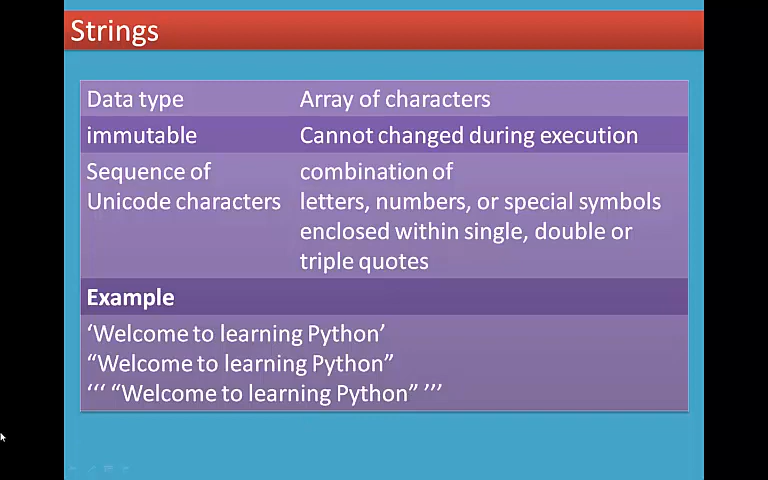 Strings
Data type Array of characters
immutable Cannot changed during execution
Sequence of combination of
Unicode characters letters, numbers, or special symbols
enclosed within single, double or
triple quotes
Example
‘Welcome to learning Python’
“Welcome to learning Python”
‘‘‘ “Welcome to learning Python” ’’’